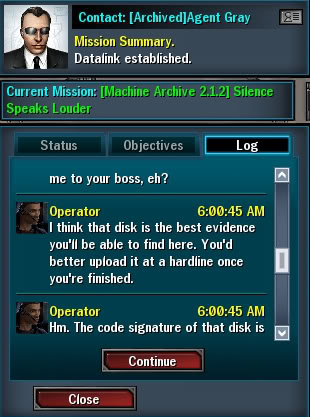 Contact: [Archived]Agent Gray
Mission Summary.
Datalink established.
Current Mission: [Machine Archive 2.1.2] Silence
Speaks Louder
Status
Objectives
Log
me to your boss, eh?
Operator 6:00:45 AM
I think that disk is the best evidence
you'll be able to find here. You'd
better upload it at a hardline once
you're finished.
Operator 6:00:45 AM
Hm. The code signature of that disk is
Continue
Close